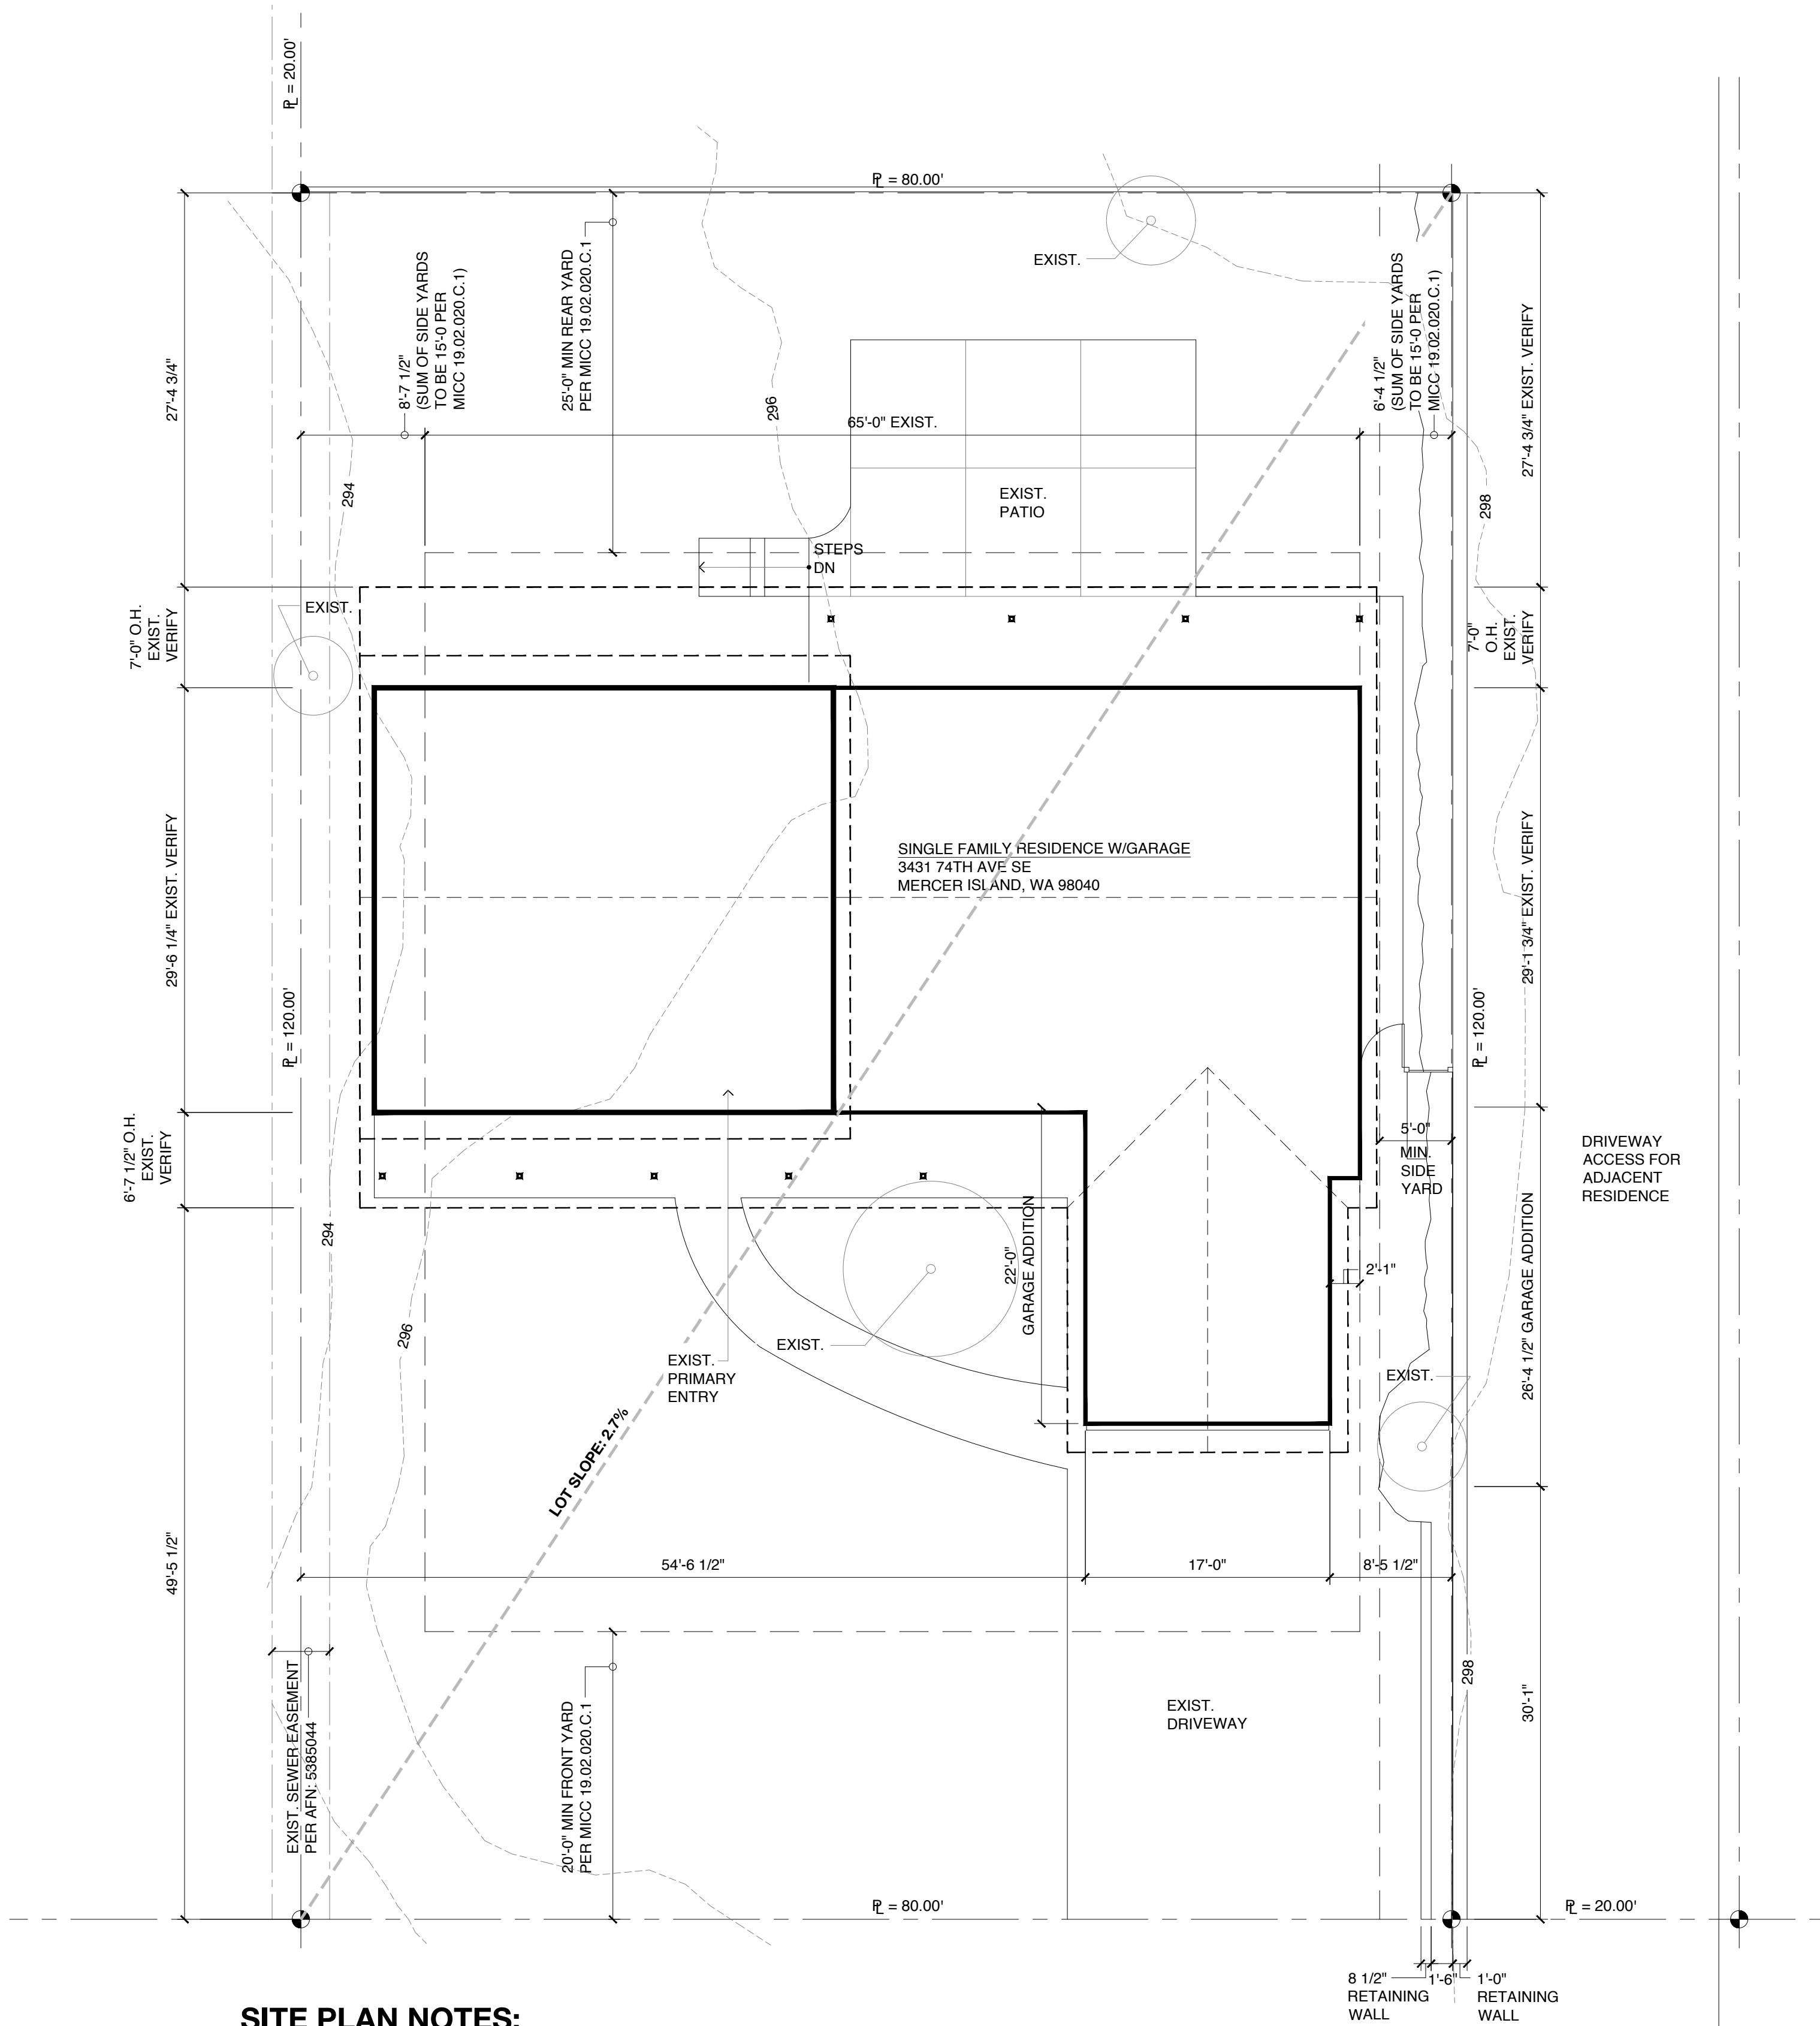 ℄ = 20.00'
℄ = 80.00'
27'-4 3/4"
8'-7 1/2"
(SUM OF SIDE YARDS
TO BE 15'-0 PER
MICC 19.02.020.C.1)
25'-0" MIN REAR YARD
PER MICC 19.02.020.C.1
EXIST.
6'-4 1/2"
(SUM OF SIDE YARDS
TO BE 15'-0 PER
MICC 19.02.020.C.1)
27'-4 3/4" EXIST. VERIFY
296
65'-0" EXIST.
294
EXIST.
PATIO
298
STEPS
DN
7'-0" O.H.
EXIST.
VERIFY
EXIST.
7'-0"
O.H.
EXIST.
VERIFY
29'-6 1/4" EXIST. VERIFY
SINGLE FAMILY RESIDENCE W/GARAGE
3431 74TH AVE SE
MERCER ISLAND, WA 98040
29'-1 3/4" EXIST. VERIFY
℄ = 120.00'
℄ = 120.00'
6'-7 1/2" O.H.
EXIST.
VERIFY
5'-0"
MIN.
SIDE
YARD
DRIVEWAY
ACCESS FOR
ADJACENT
RESIDENCE
294
22'-0"
GARAGE ADDITION
2'-1"
26'-4 1/2" GARAGE ADDITION
296
EXIST.
EXIST.
PRIMARY
ENTRY
EXIST.
LOT SLOPE: 2.7%
49'-5 1/2"
54'-6 1/2"
17'-0"
8'-5 1/2"
EXIST. SEWER EASEMENT
PER AFN: 5385044
20'-0" MIN FRONT YARD
PER MICC 19.02.020.C.1
EXIST.
DRIVEWAY
298
30'-1"
℄ = 80.00'
℄ = 20.00'
8 1/2"
RETAINING
WALL
1'-6"
1'-0"
RETAINING
WALL
SITE PLAN NOTES: